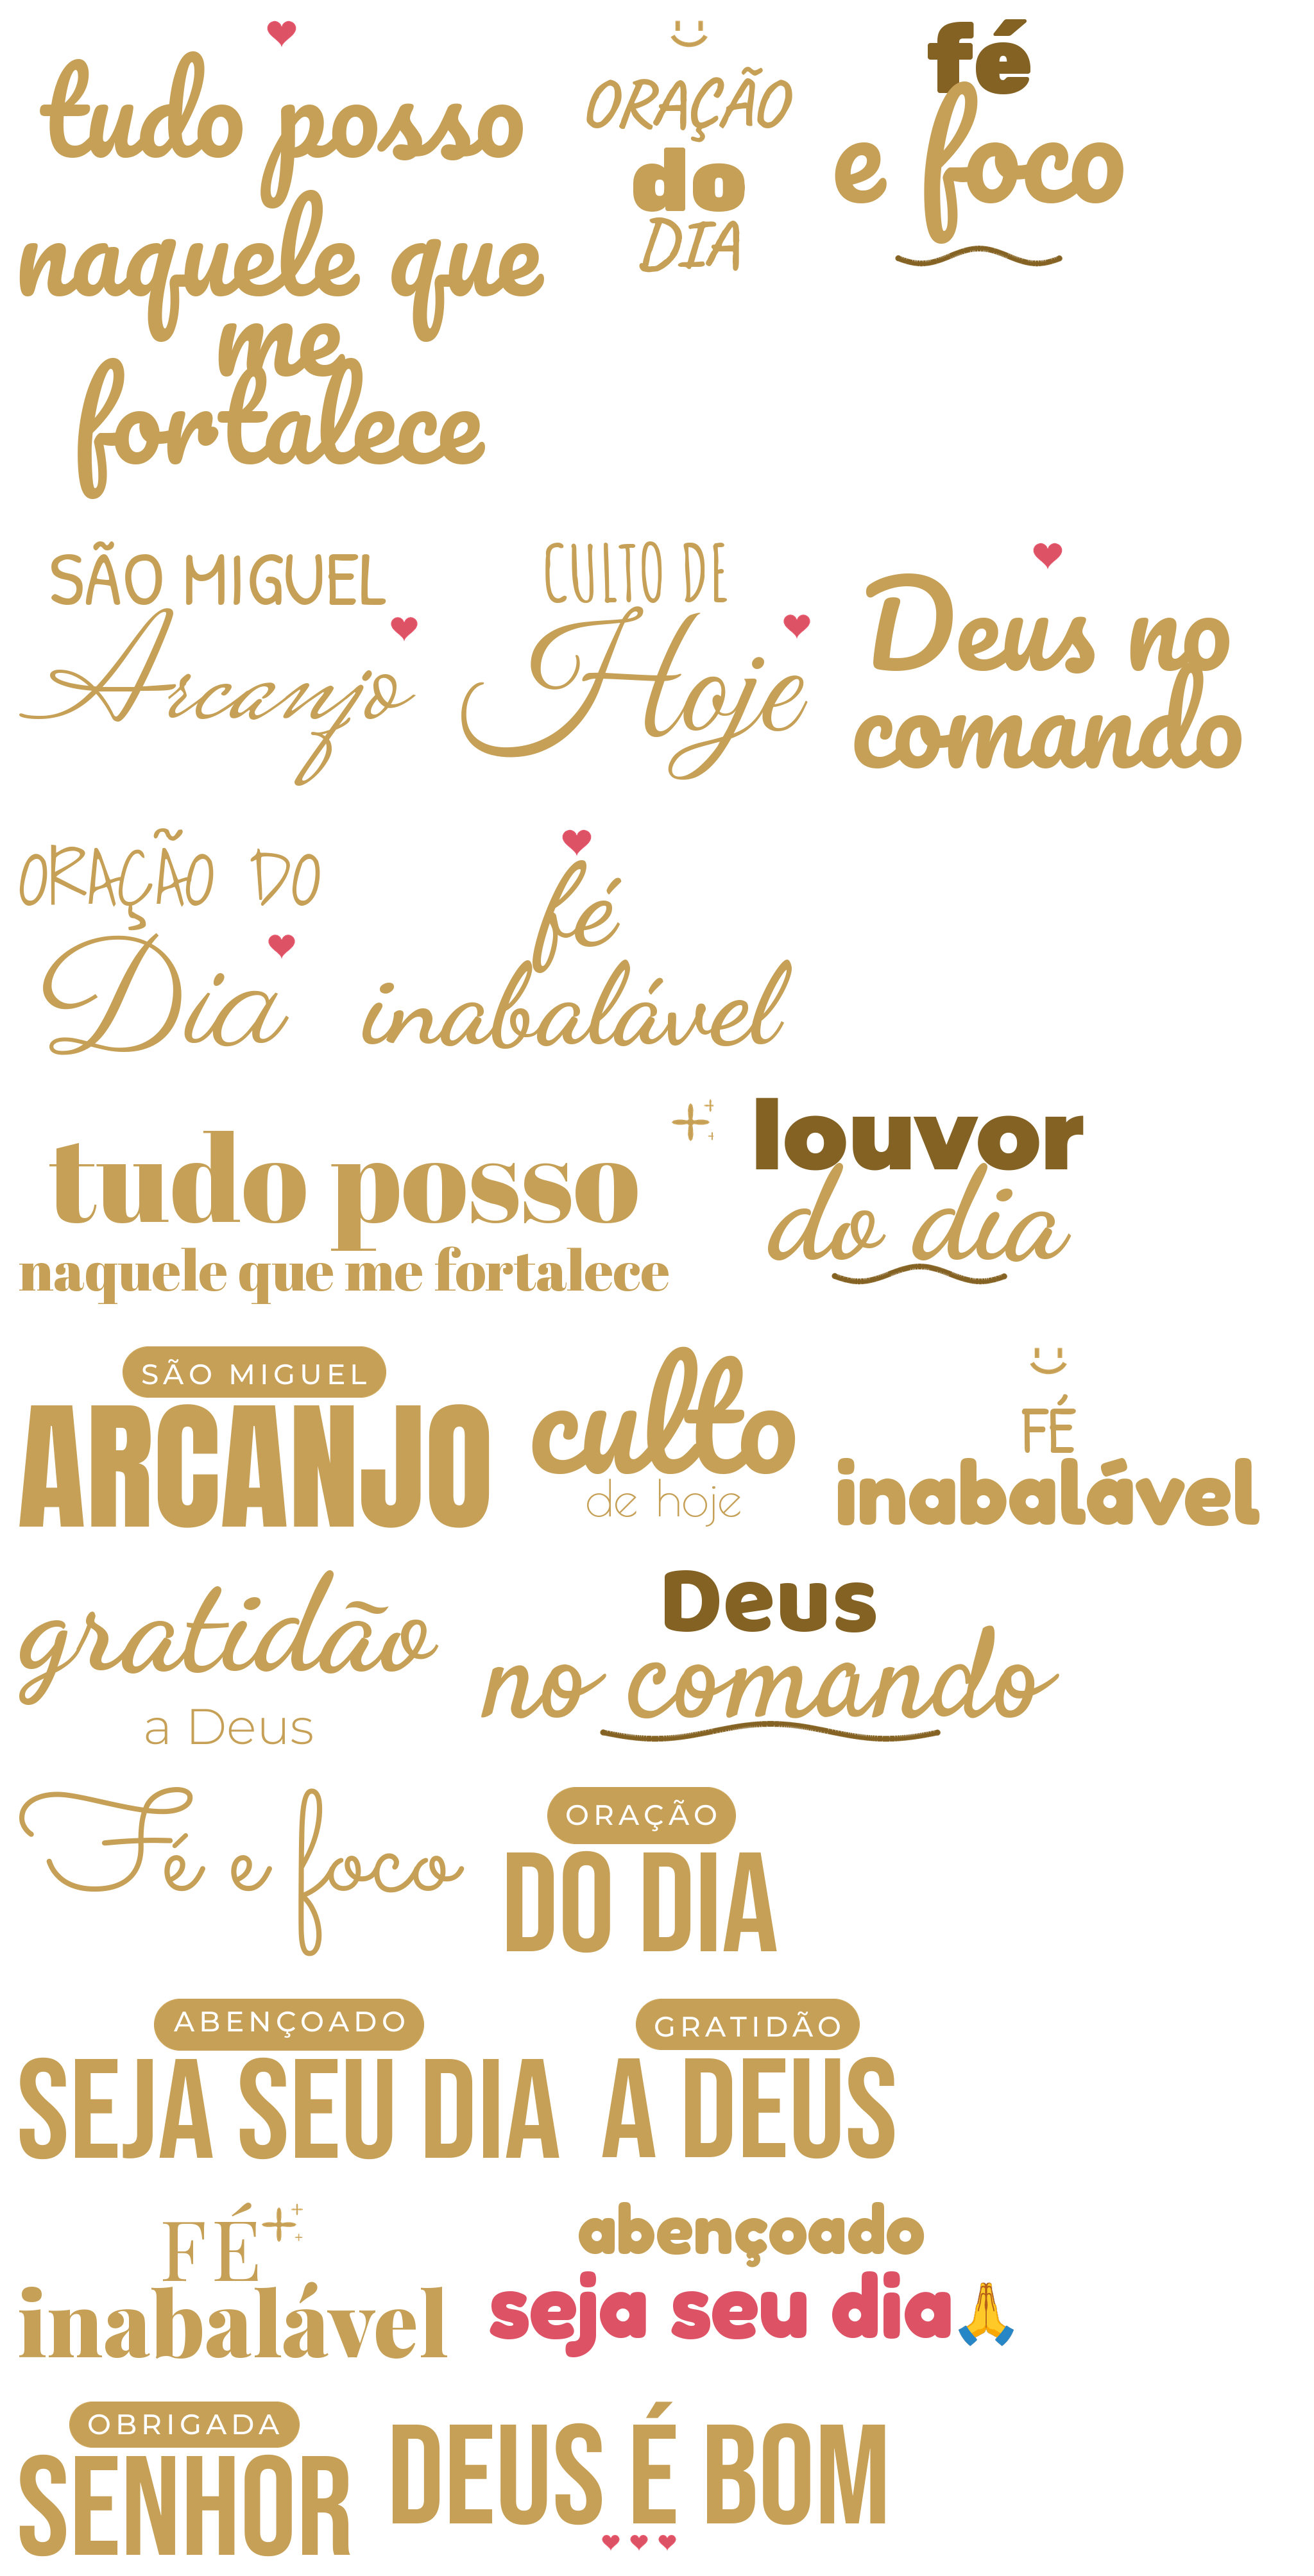 tudo posso
naquele que
me
fortalece
ORAÇÃO
do
DIA
fé
e foco
SÃO MIGUEL
Arcanjo
CULTO DE
Hoje
Deus no
comando
ORAÇÃO DO
Dia
fé
inabalável
tudo posso
naquele que me fortalece
louvor
do dia
SÃO MIGUEL
ARCANJO
culto
de hoje
FÉ
inabalável
gratidão
a Deus
Deus
no comando
Fé e foco
ORAÇÃO
DO DIA
ABENÇOADO
SEJA SEU DIA
GRATIDÃO
A DEUS
FÉ
inabalável
abençoado
seja seu dia🙏
OBRIGADA
SENHOR
DEUS É BOM